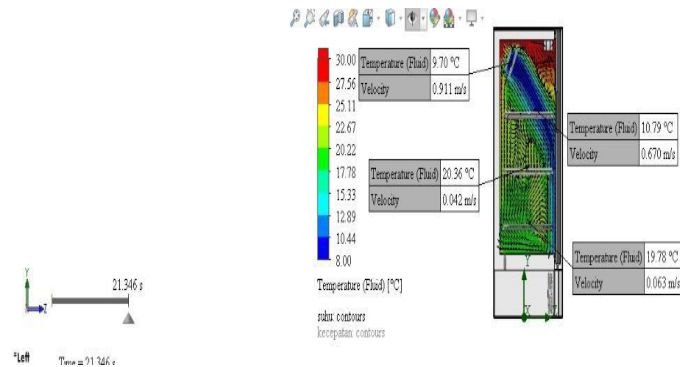 30.00
27.56
25.11
22.67
20.22
17.78
15.33
12.89
10.44
8.00
Temperature (Fluid) [°C]
suhu: contours
kecepatan: contours
Temperature (Fluid) 9.70 °C
Velocity 0.911 m/s
Temperature (Fluid) 10.79 °C
Velocity 0.670 m/s
Temperature (Fluid) 20.36 °C
Velocity 0.042 m/s
Temperature (Fluid) 19.78 °C
Velocity 0.063 m/s
Y
X
Y
Z
21.346 s
*Left
Time = 21.346 s